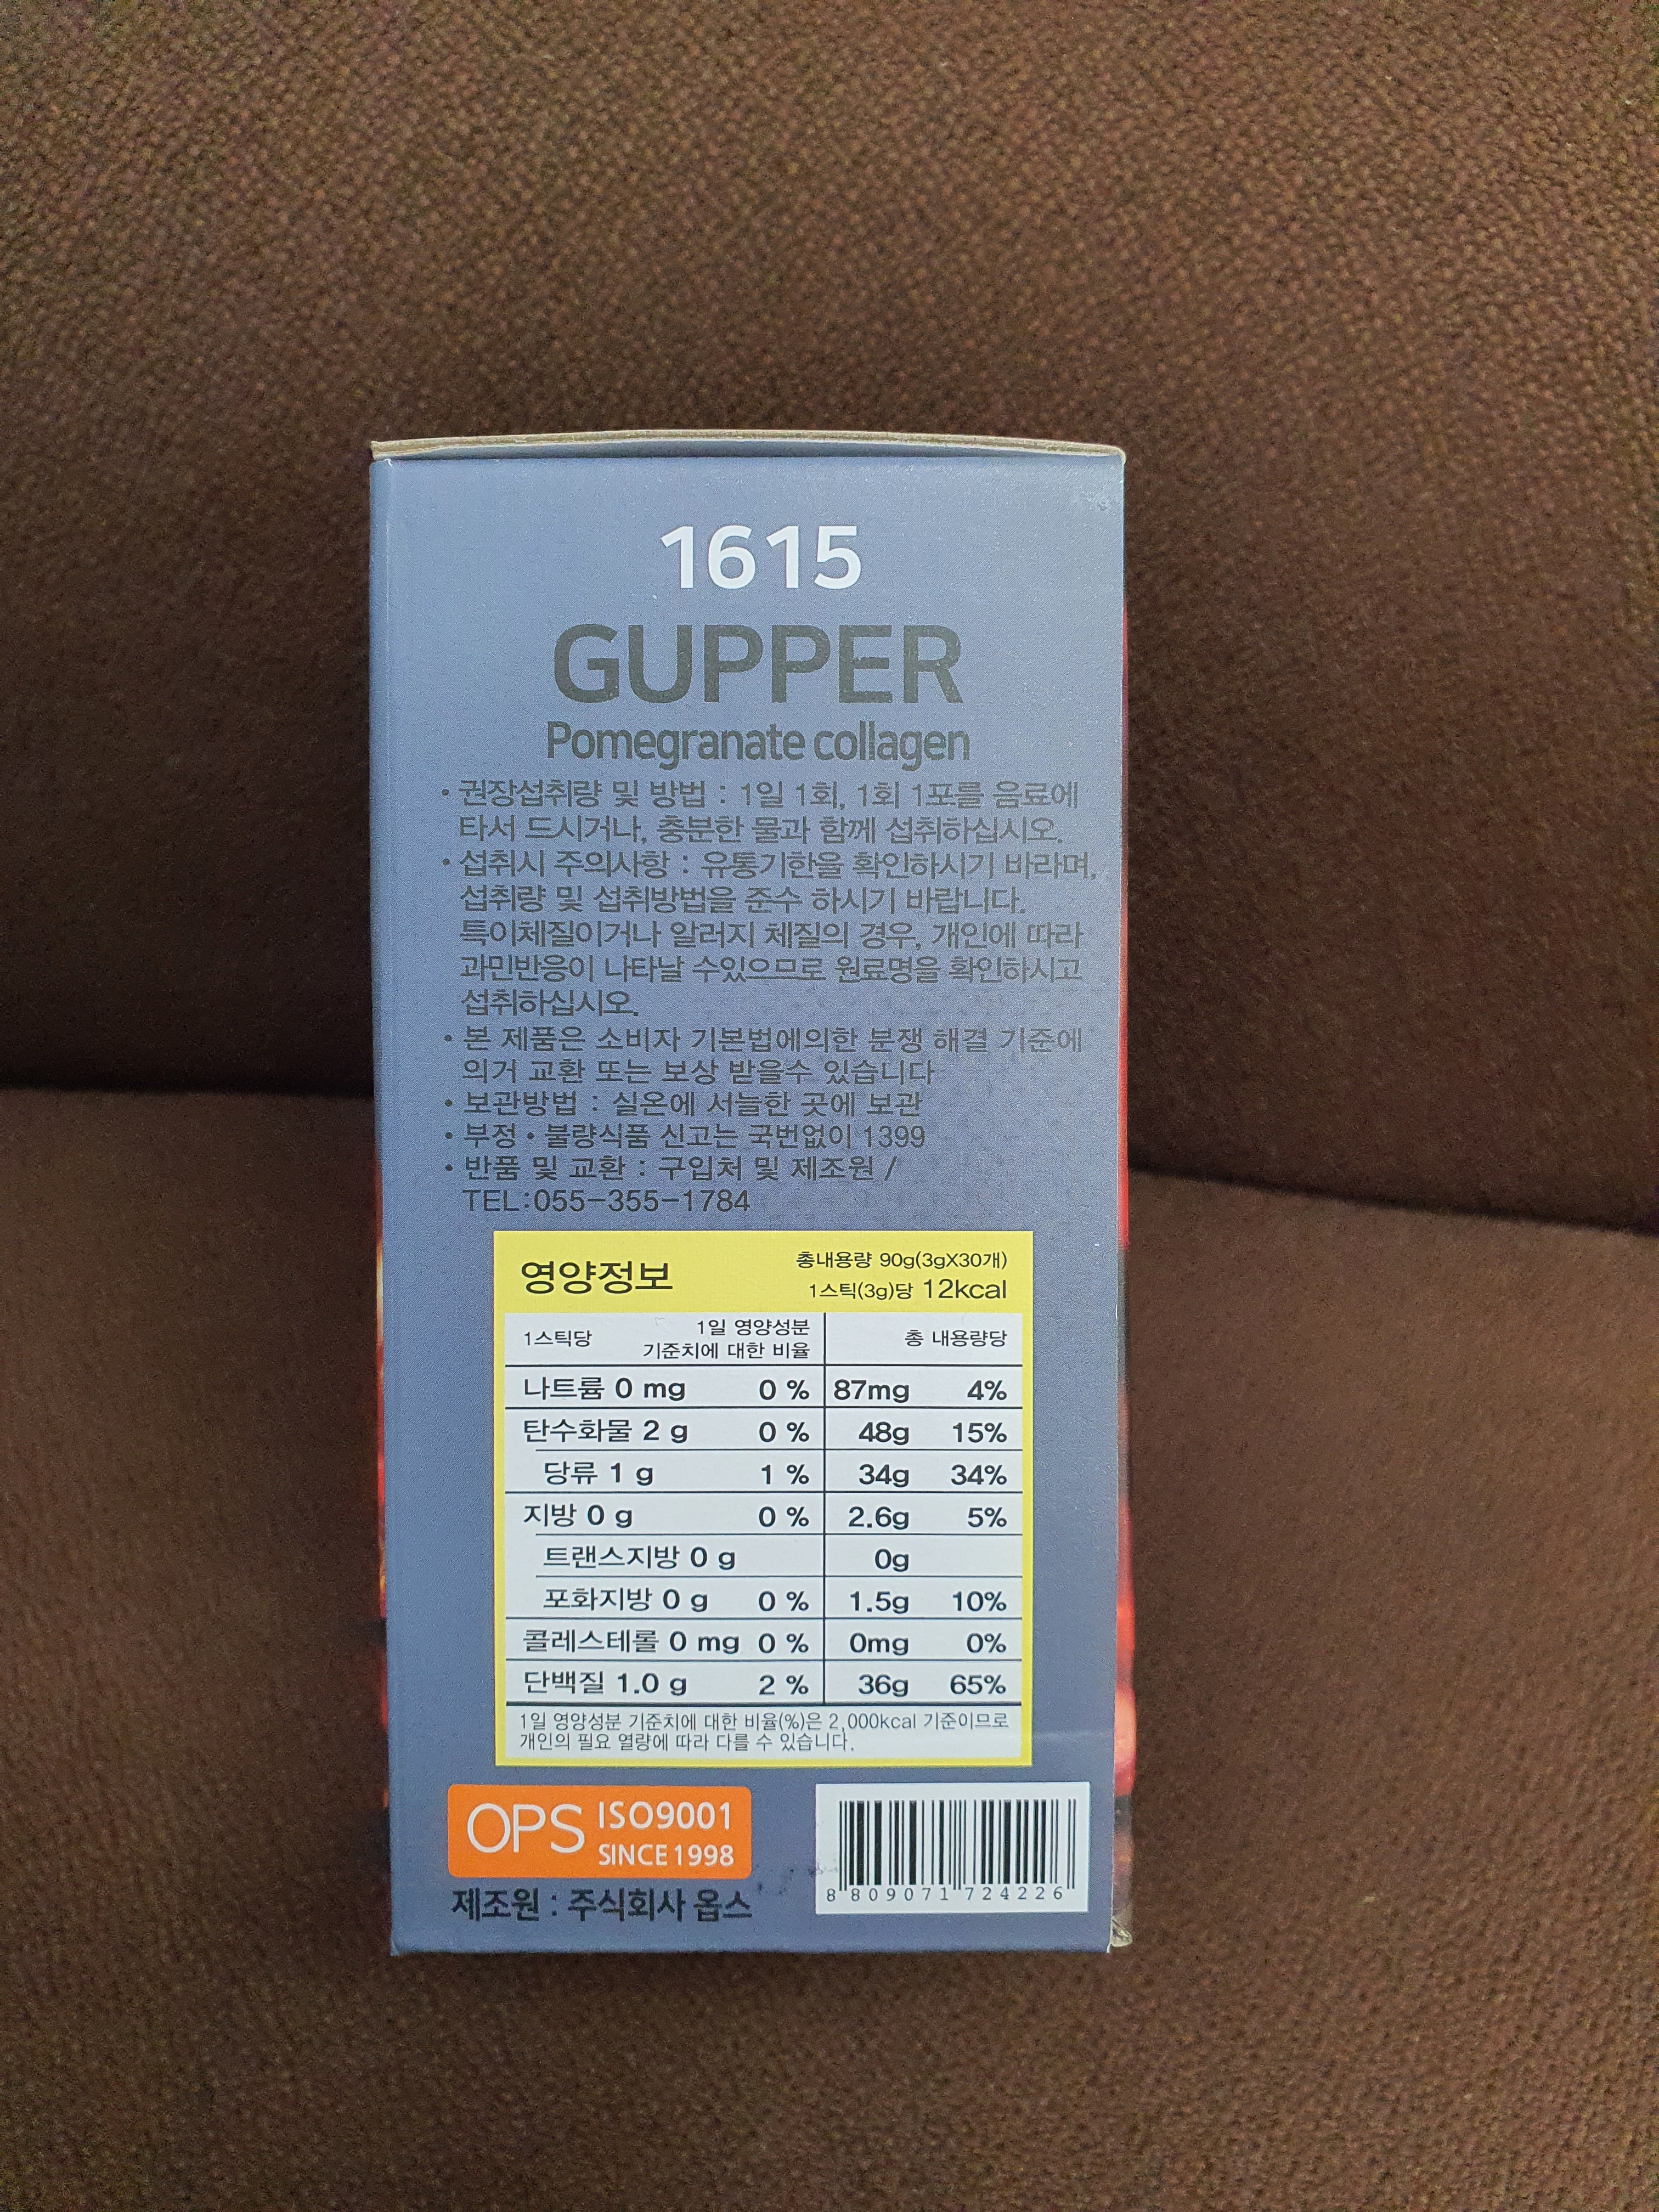 1615
GUPPER
Pomegranate collagen
• 권장섭취량 및 방법 : 1일 1회, 1회 1포를 음료에
타서 드시거나, 충분한 물과 함께 섭취하십시오.
• 섭취시 주의사항 : 유통기한을 확인하시기 바라며,
섭취량 및 섭취방법을 준수 하시기 바랍니다.
특이체질이거나 알러지 체질의 경우, 개인에 따라
과민반응이 나타날 수있으므로 원료명을 확인하시고
섭취하십시오.
• 본 제품은 소비자 기본법에의한 분쟁 해결 기준에
의거 교환 또는 보상 받을수 있습니다
• 보관방법 : 실온에 서늘한 곳에 보관
• 부정 • 불량식품 신고는 국번없이 1399
• 반품 및 교환 : 구입처 및 제조원 /
TEL:055-355-1784
영양정보
총내용량 90g(3gX30개)
1스틱(3g)당 12kcal
1스틱당 1일 영양성분 기준치에 대한 비율 총 내용량당
나트륨 0 mg 0 % 87mg 4%
탄수화물 2 g 0 % 48g 15%
당류 1 g 1 % 34g 34%
지방 0 g 0 % 2.6g 5%
트랜스지방 0 g 0g
포화지방 0 g 0 % 1.5g 10%
콜레스테롤 0 mg 0 % 0mg 0%
단백질 1.0 g 2 % 36g 65%
1일 영양성분 기준치에 대한 비율(%)은 2,000kcal 기준이므로
개인의 필요 열량에 따라 다를 수 있습니다.
OPS ISO9001
SINCE 1998
제조원 : 주식회사 옵스
8 809071 724226